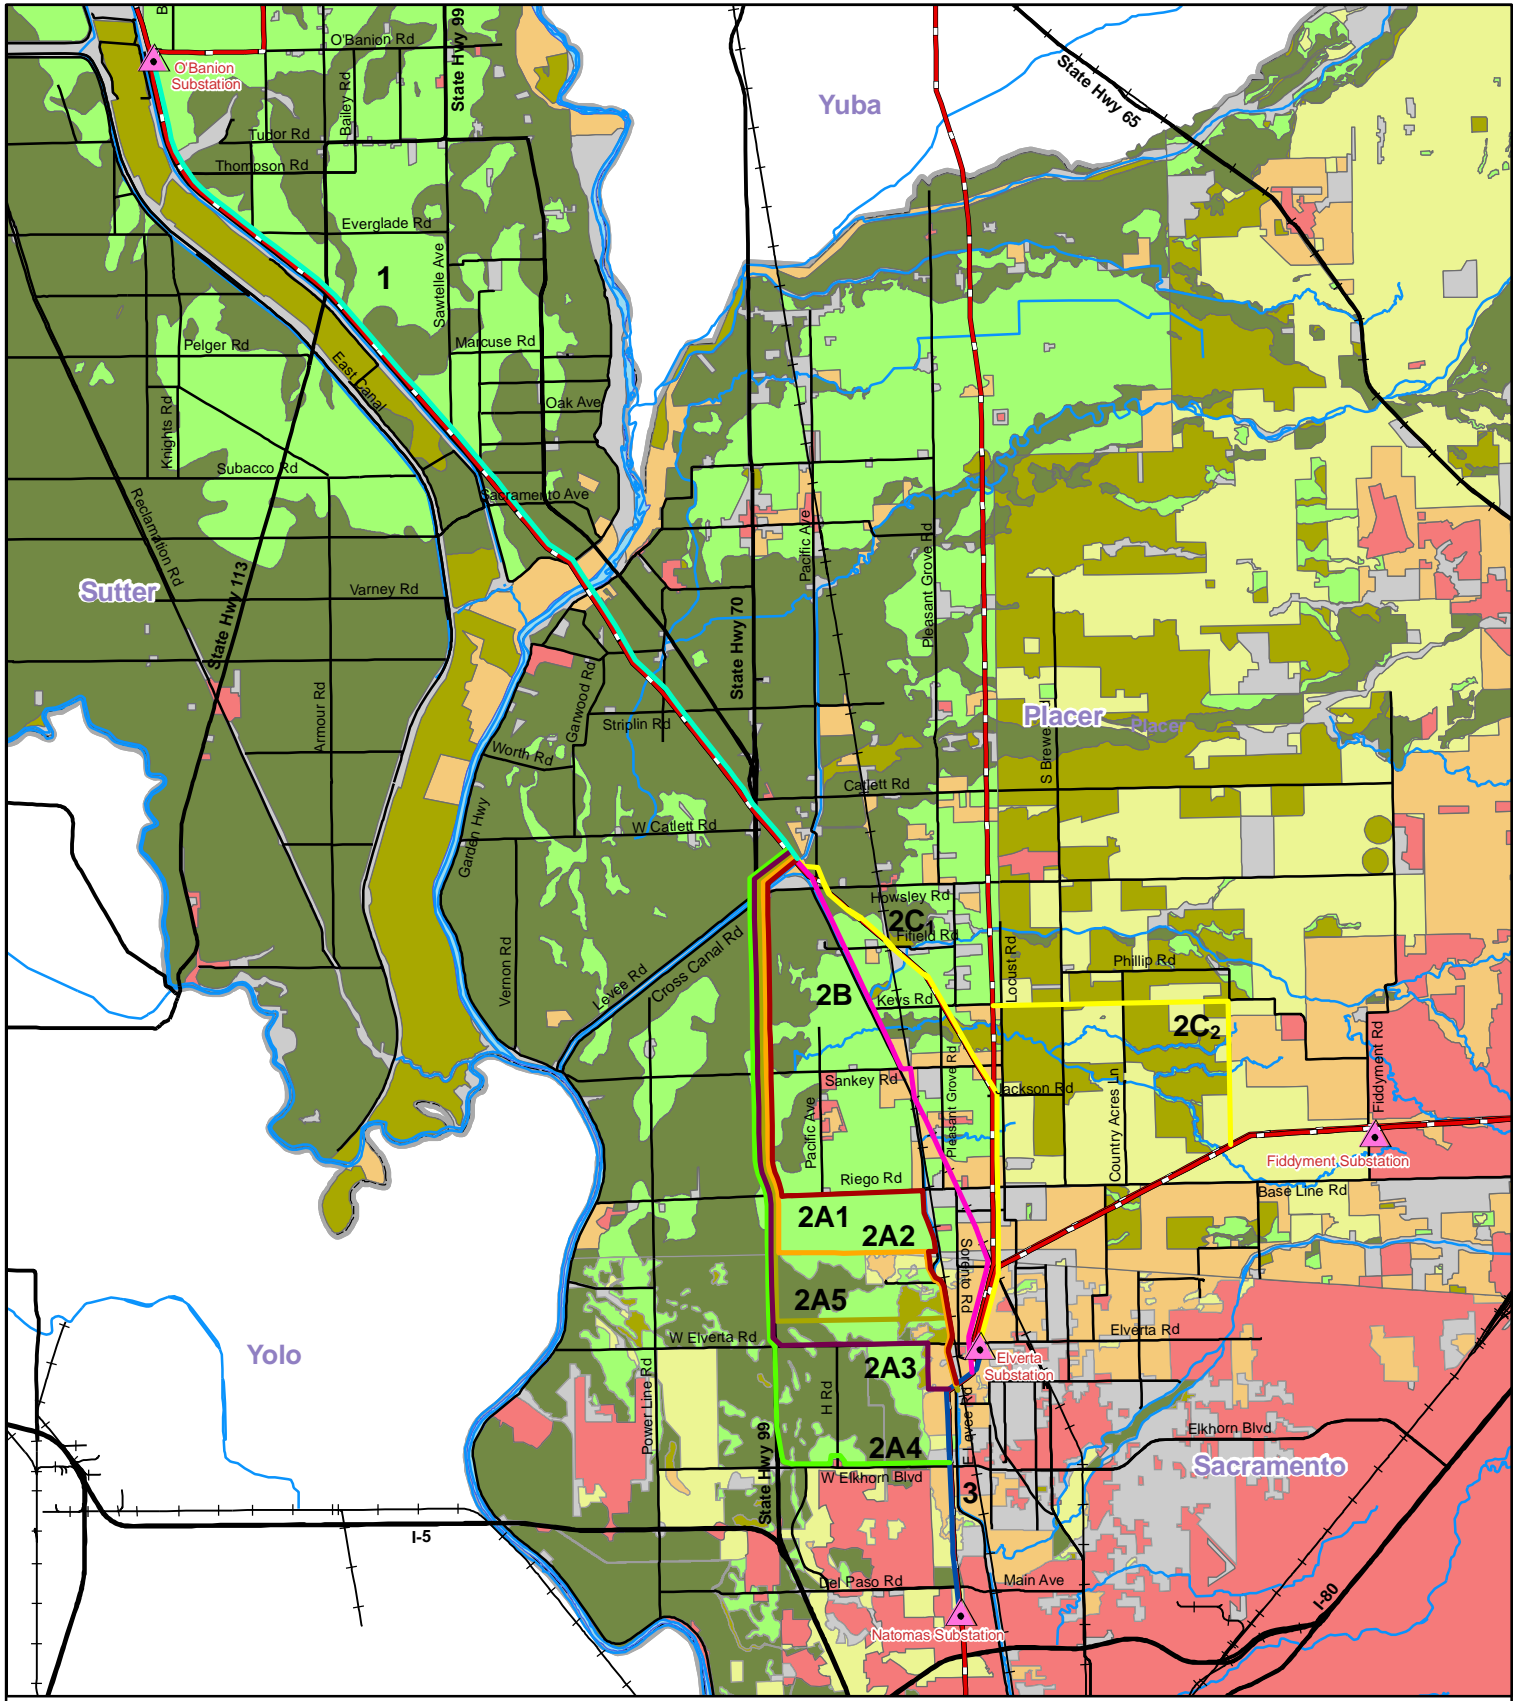 O'Banion Rd
State Hwy 99
B
O'Banion
Substation
Bailey Rd
State Hwy 65
Yuba
Tudor Rd
Thompson Rd
Everglade Rd
Sawtelle Ave
1
Pelger Rd
Marcuse Rd
East Canal
Oak Ave
Knights Rd
Subacco Rd
Sacramento Ave
Reclamation Rd
Pacific Ave
Pleasant Grove Rd
State Hwy 113
Sutter
Varney Rd
State Hwy 70
Garwood Rd
Armour Rd
Striplin Rd
Placer
Placer
Worth Rd
Catlett Rd
W Catlett Rd
Garden Hwy
Howsley Rd
2C1
Fifield Rd
Locust Rd
Phillip Rd
Vernon Rd
Levee Rd
Cross Canal Rd
2B
Keys Rd
2C2
Fiddyment Rd
Sankey Rd
Pleasant Grove Rd
Jackson Rd
Country Acres Ln
Pacific Ave
Fiddyment Substation
Riego Rd
Base Line Rd
2A1
2A2
Sorento Rd
2A5
W Elverta Rd
Elverta Rd
Yolo
2A3
Elverta
Substation
Power Line Rd
H Rd
E Levee Rd
State Hwy 99
2A4
W Elkhorn Blvd
Elkhorn Blvd
Sacramento
3
I-5
Del Paso Rd
Main Ave
I-80
Natomas Substation